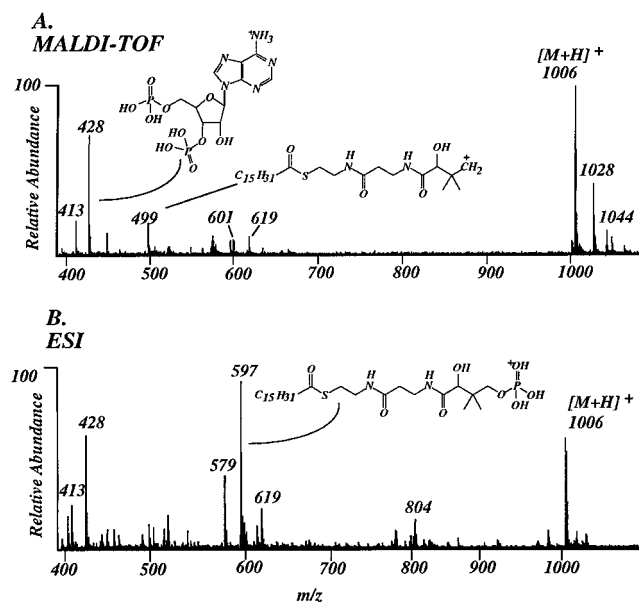 A.
MALDI-TOF
+NH3
N
N
N
N
O
HO-P-O
OH
O
OH
O
HO-P
HO
O
[M+H]+
1006
100
428
413
499
601
619
1028
1044
O
C15H31
S
H
N
O
H
N
O
OH
+CH2
Relative Abundance
400
500
600
700
800
900
1000
B.
ESI
100
597
428
413
579
619
804
O
C15H31
S
H
N
O
H
N
O
OH
O
+OH
P
OH
OH
[M+H]+
1006
Relative Abundance
400
500
600
700
800
900
1000
m/z